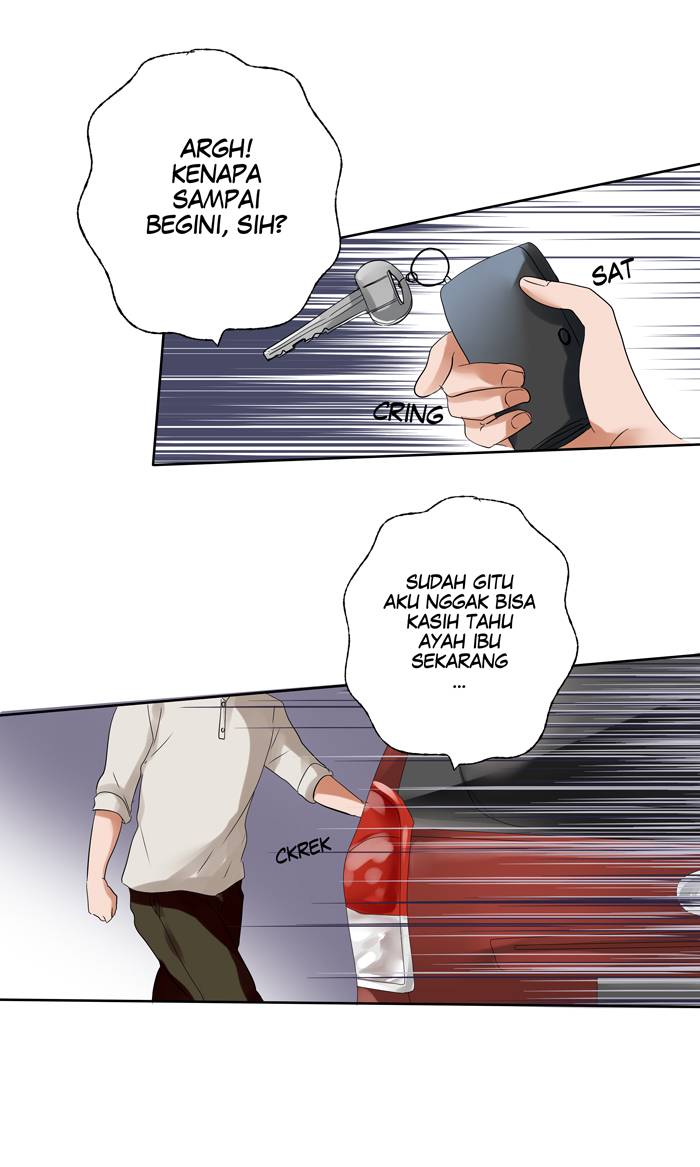 ARGH!
KENAPA
SAMPAI
BEGINI, SIH?
SAT
CRING
SUDAH GITU
AKU NGGAK BISA
KASIH TAHU
AYAH IBU
SEKARANG
...
CKREK